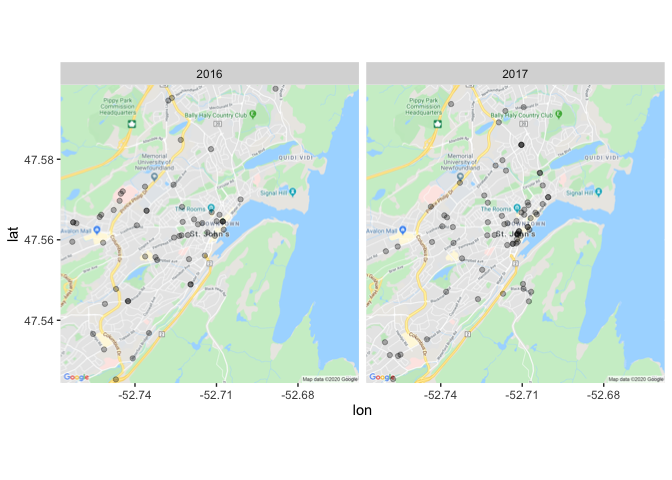 2016
2017
Pippy Park
Commission
Headquarters
Bally Haly Country Club
Memorial
University of
Newfoundland
QUIDI VIDI
Signal Hill
The Rooms
DOWNTOWN
St. John's
Avalon Mall
Google
Map data ©2020 Google
Pippy Park
Commission
Headquarters
Bally Haly Country Club
Memorial
University of
Newfoundland
QUIDI VIDI
Signal Hill
The Rooms
St. John's
Avalon Mall
Google
Map data ©2020 Google
47.58
47.56
47.54
lat
-52.74
-52.71
-52.68
-52.74
-52.71
-52.68
lon